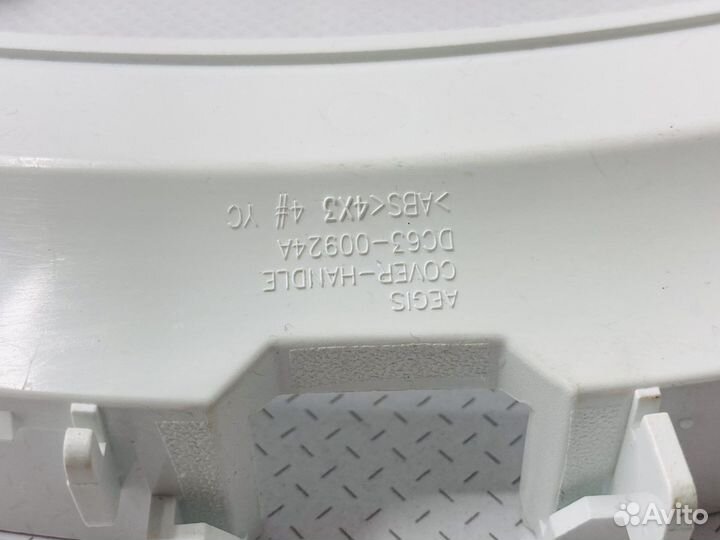 AEGIS
COVER-HANDLE
DC63-00924A
>ABS<4X3 4# YC
Avito